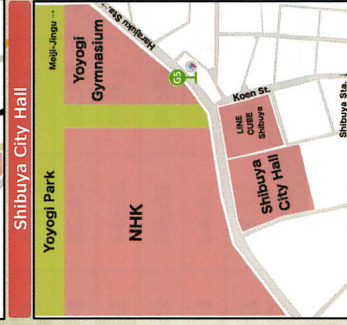 Shibuya City Hall
Meiji-Jingu →
Yoyogi
Gymnasium
Harajuku Sta.→
G5
Yoyogi Park
NHK
Koen St.
LINE
CUBE
Shibuya
Shibuya
City Hall
Shibuya Sta.